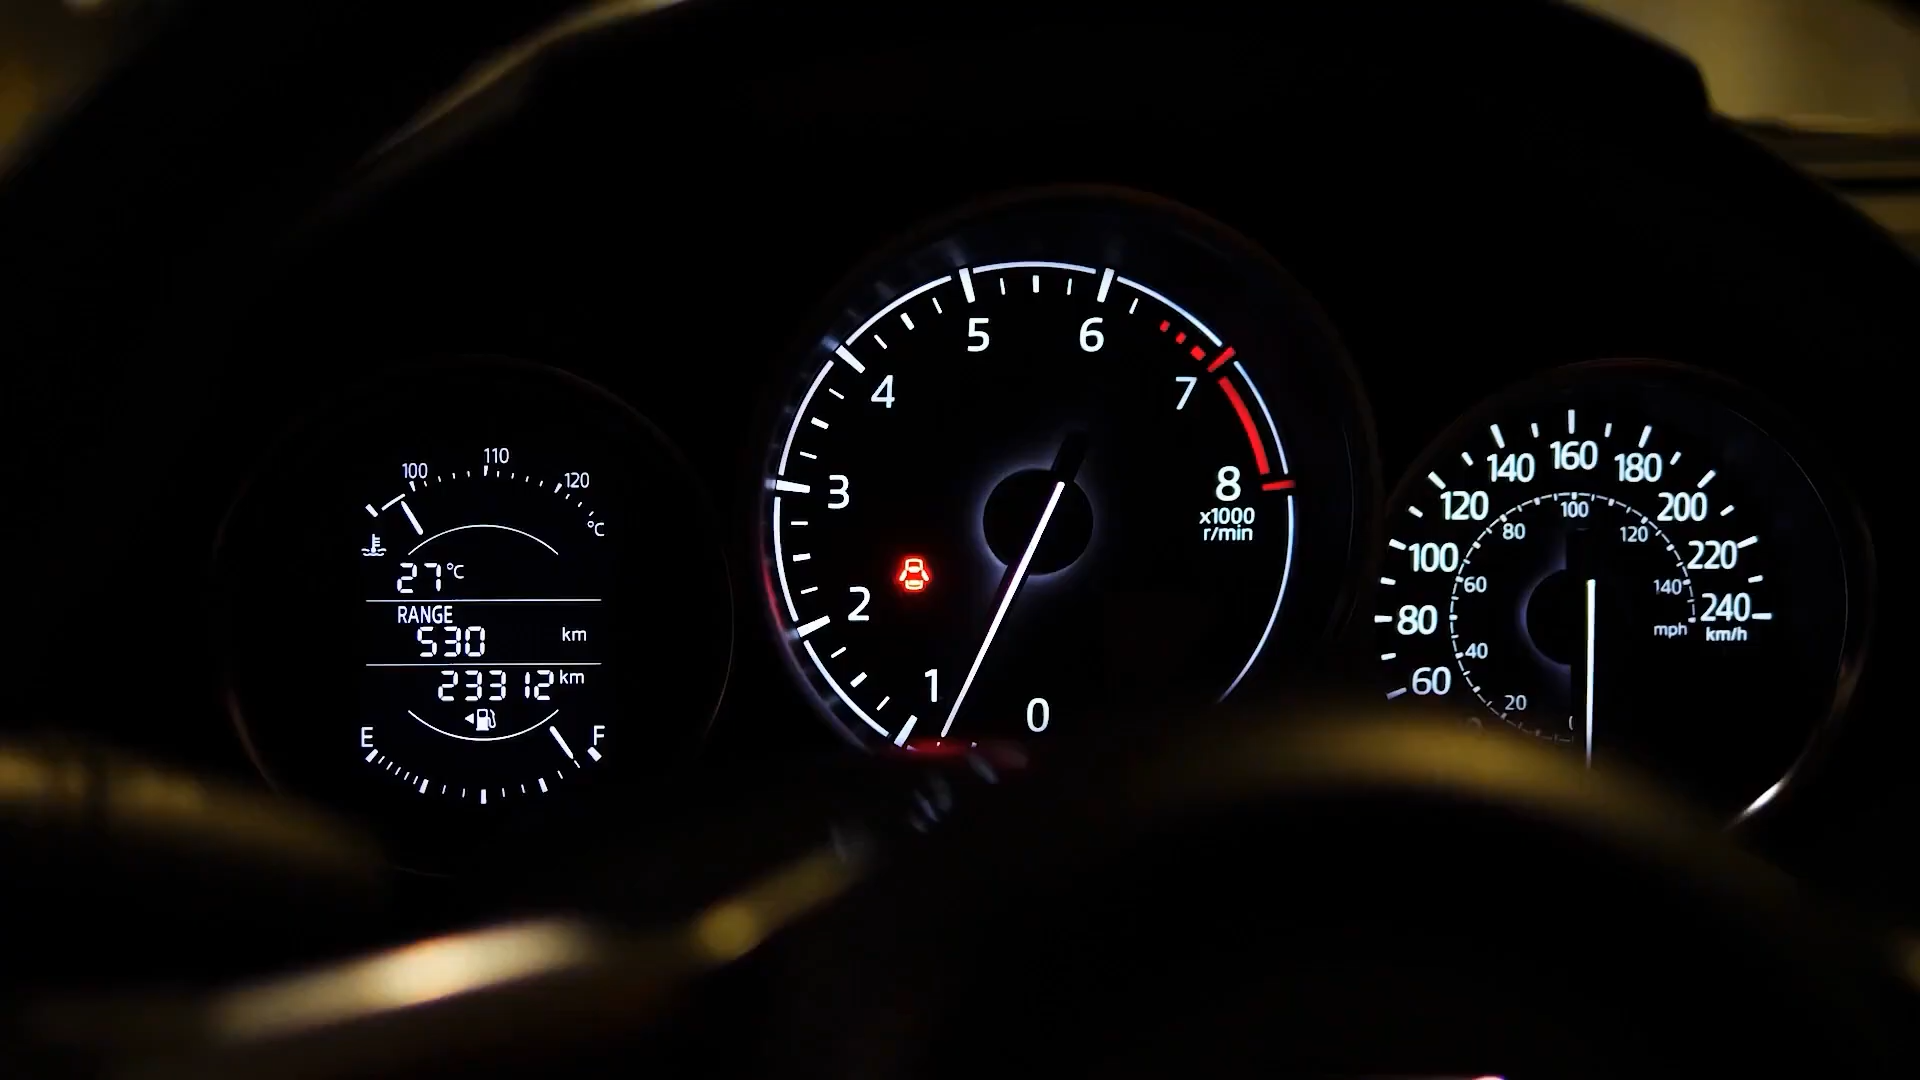 100 110 120
°C
27°C
RANGE
530 km
23312 km
E F
0 1 2 3 4 5 6 7 8
x1000
r/min
60 80 100 120 140 160 180 200 220 240
km/h
20 40 60 80 100 120 140
mph